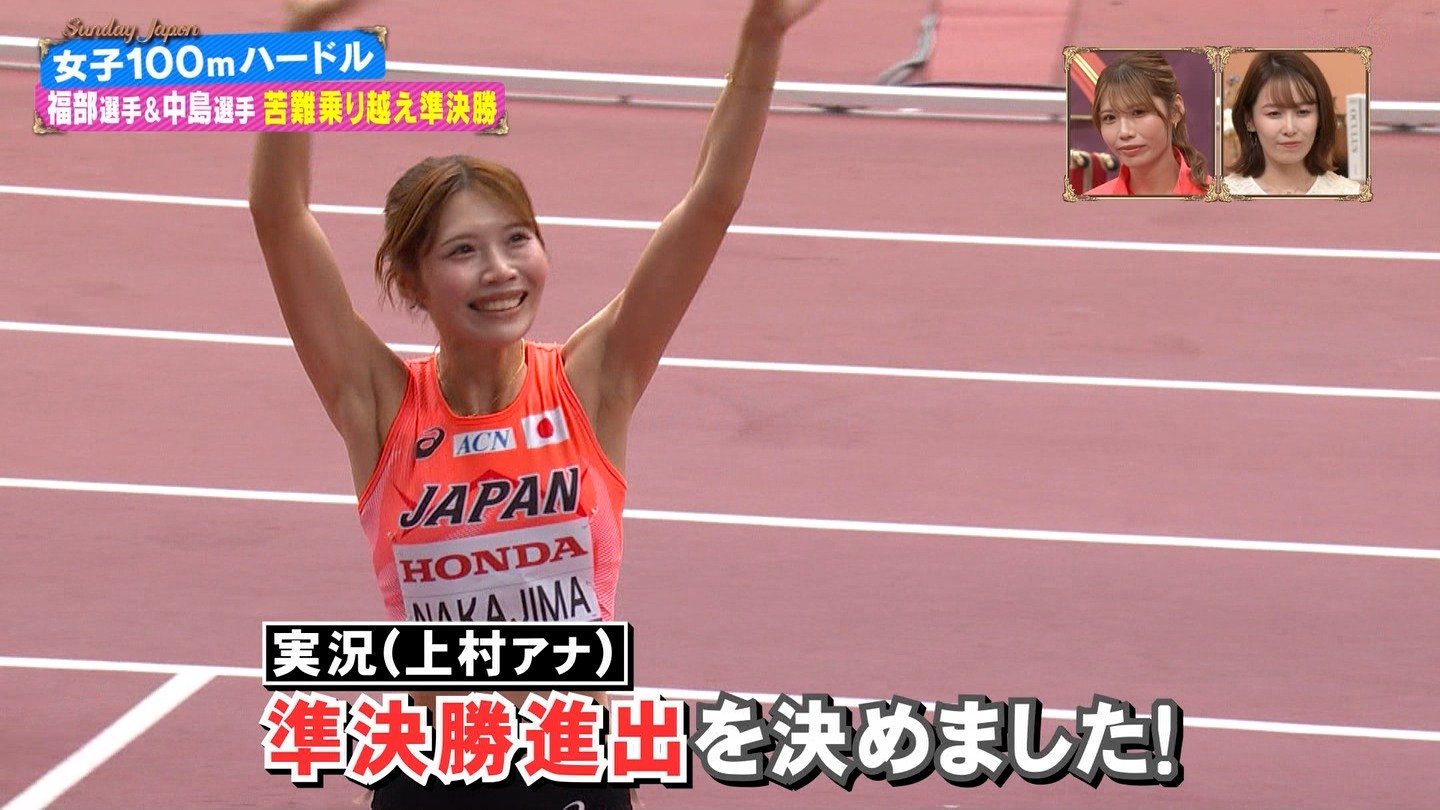 Sunday Japon
女子100mハードル
福部選手&中島選手 苦難乗り越え準決勝
OCULUX
ACN
JAPAN
HONDA
NAKAJIMA
実況(上村アナ)
準決勝進出を決めました!